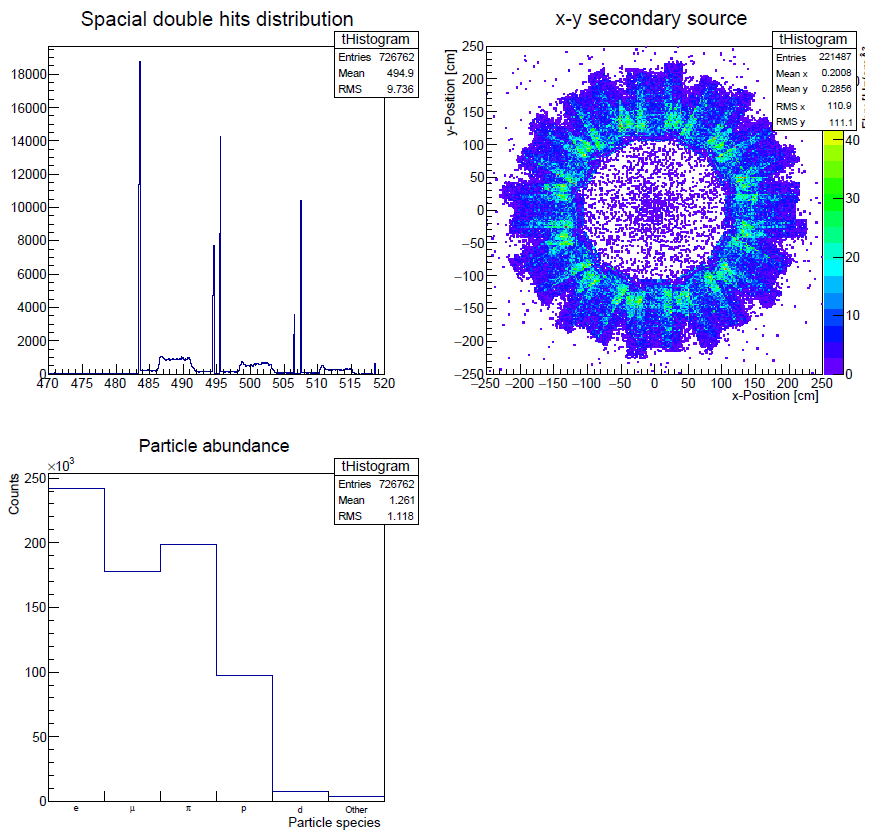 Spacial double hits distribution
tHistogram
Entries 726762
Mean 494.9
RMS 9.736
18000
16000
14000
12000
10000
8000
6000
4000
2000
0
470 475 480 485 490 495 500 505 510 515 520
x-y secondary source
tHistogram
Entries 221487
Mean x 0.2008
Mean y 0.2856
RMS x 110.9
RMS y 111.1
y-Position [cm]
250
200
150
100
50
0
−50
−100
−150
−200
−250
−250 −200 −150 −100 −50 0 50 100 150 200 250
x-Position [cm]
40
30
20
10
0
Particle abundance
tHistogram
Entries 726762
Mean 1.261
RMS 1.118
×10³
Counts
250
200
150
100
50
0
e μ π p d Other
Particle species